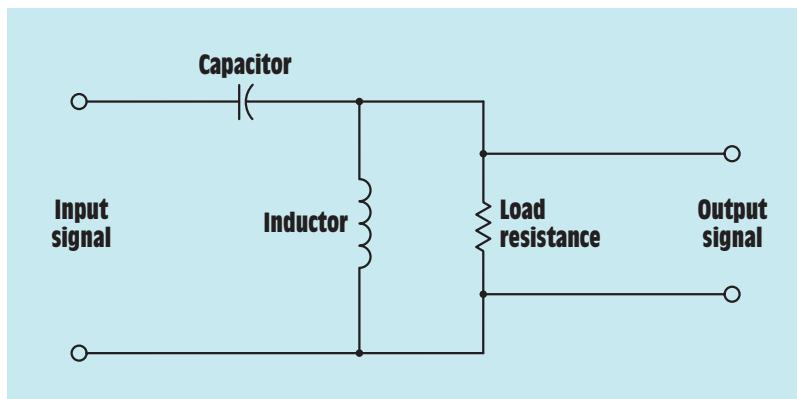 Capacitor
Input
signal
Inductor
Load
resistance
Output
signal